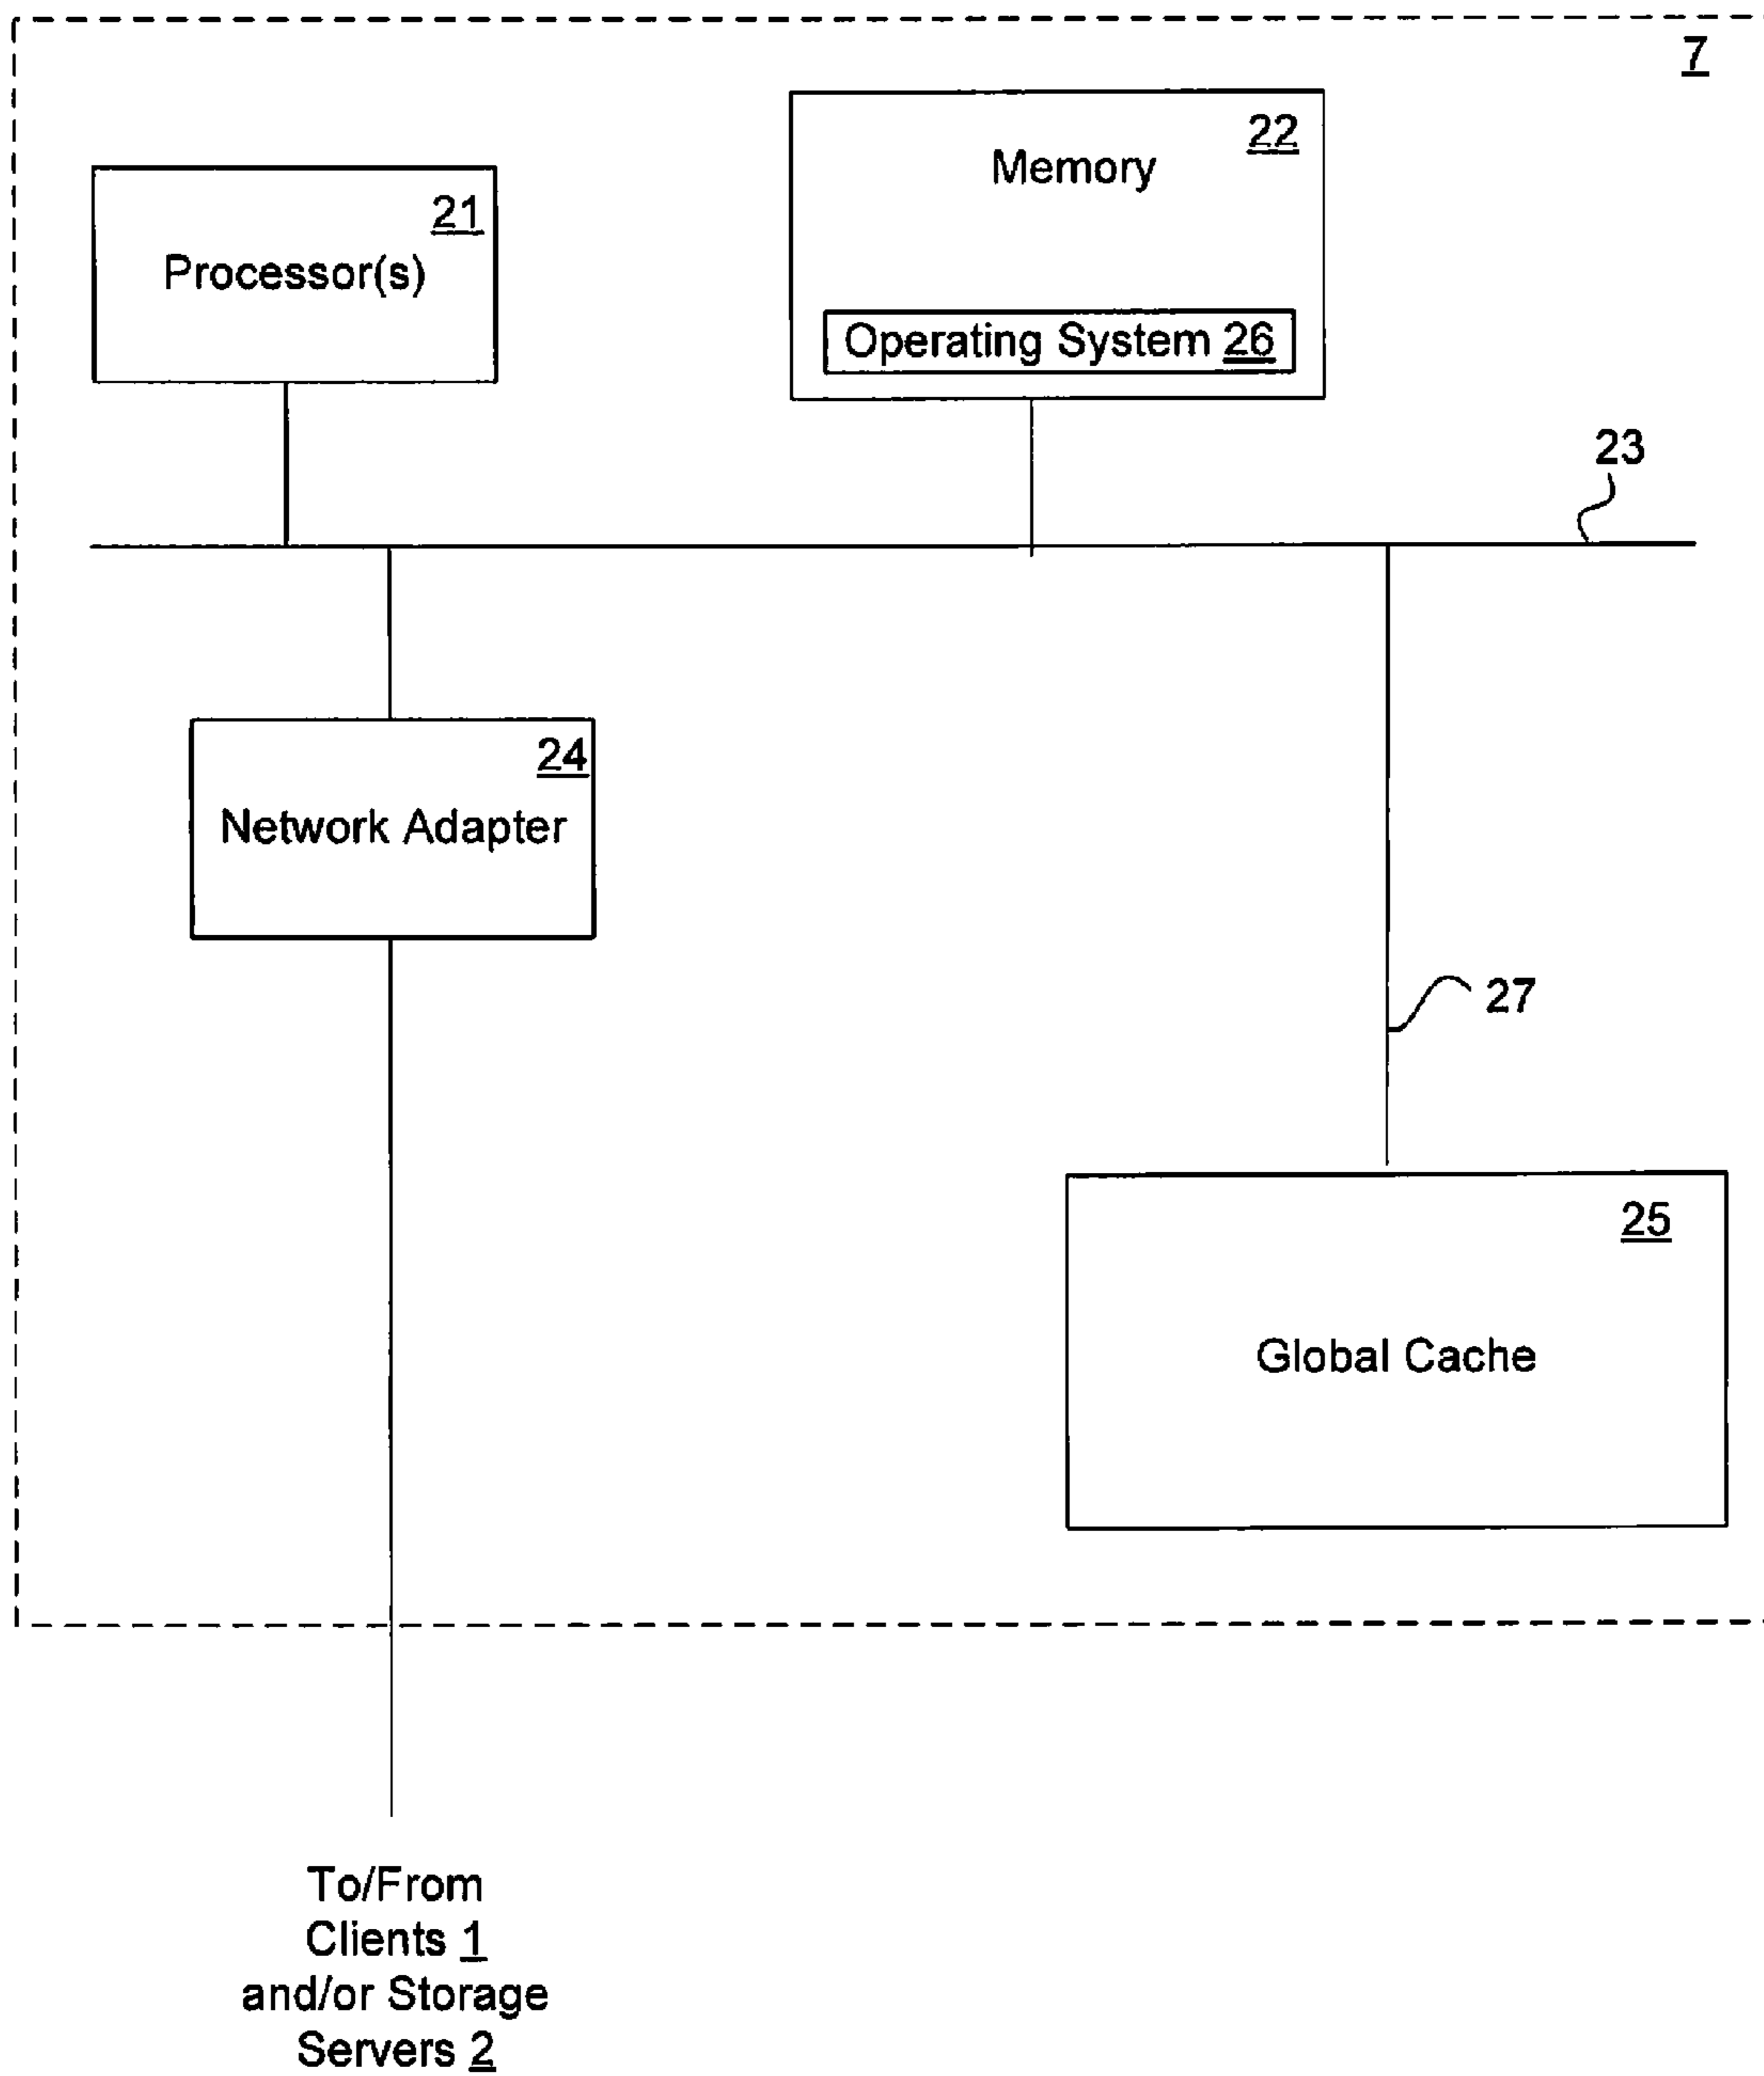 7
22
Memory
21
Processor(s)
Operating System 26
23
24
Network Adapter
27
25
Global Cache
To/From
Clients 1
and/or Storage
Servers 2